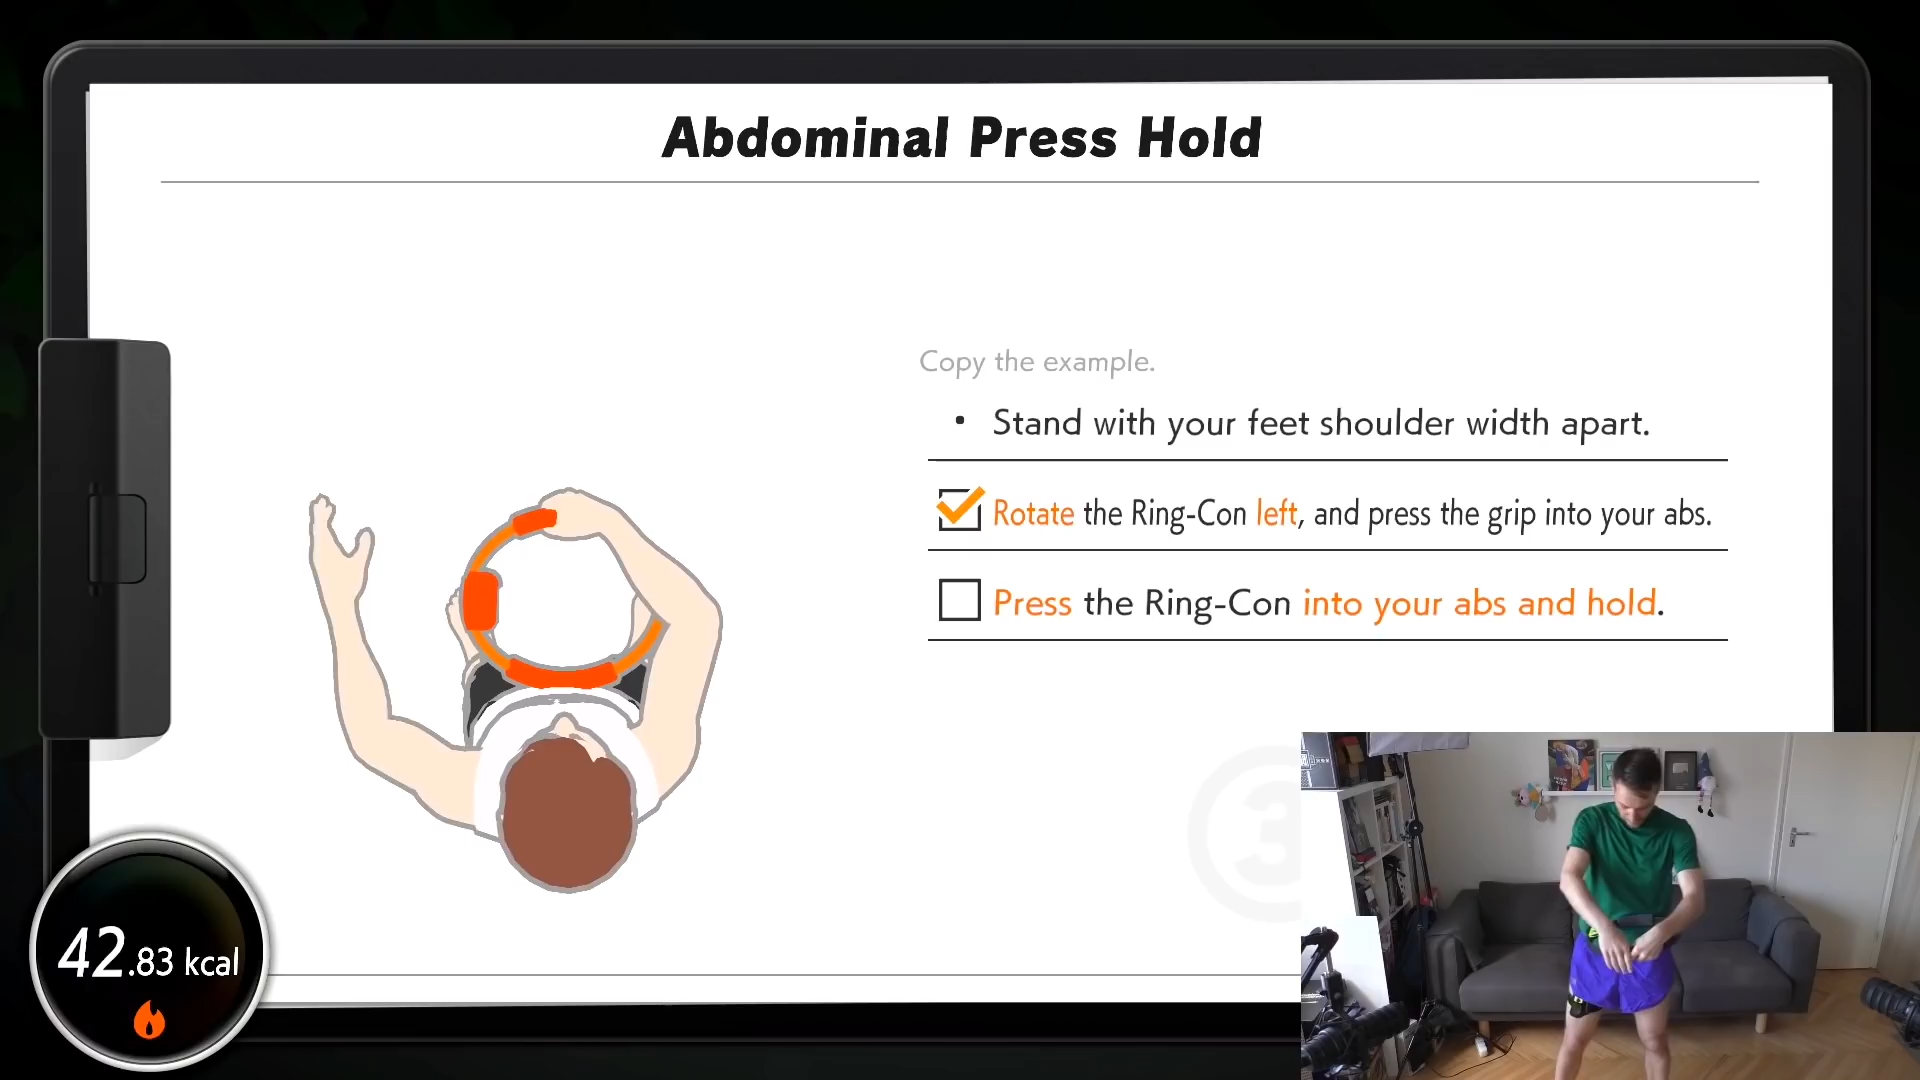 Abdominal Press Hold
Copy the example.
• Stand with your feet shoulder width apart.
Rotate the Ring-Con left, and press the grip into your abs.
Press the Ring-Con into your abs and hold.
3
42.83 kcal